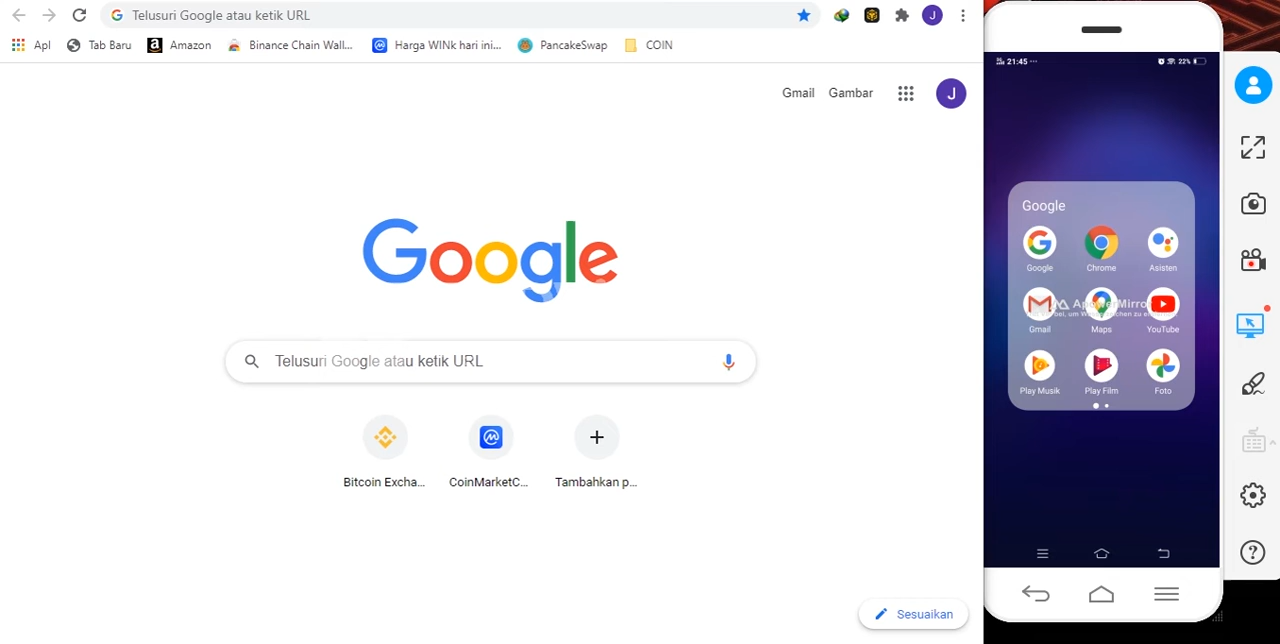 Telusuri Google atau ketik URL
J
Apl
Tab Baru
Amazon
Binance Chain Wall...
Harga WINk hari ini...
PancakeSwap
COIN
Gmail
Gambar
J
Google
Telusuri Google atau ketik URL
Bitcoin Excha...
CoinMarketC...
Tambahkan p...
Sesuaikan
21:45
22%
Google
Google
Chrome
Asisten
ApowerMirror
Gmail
Maps
YouTube
Play Musik
Play Film
Foto